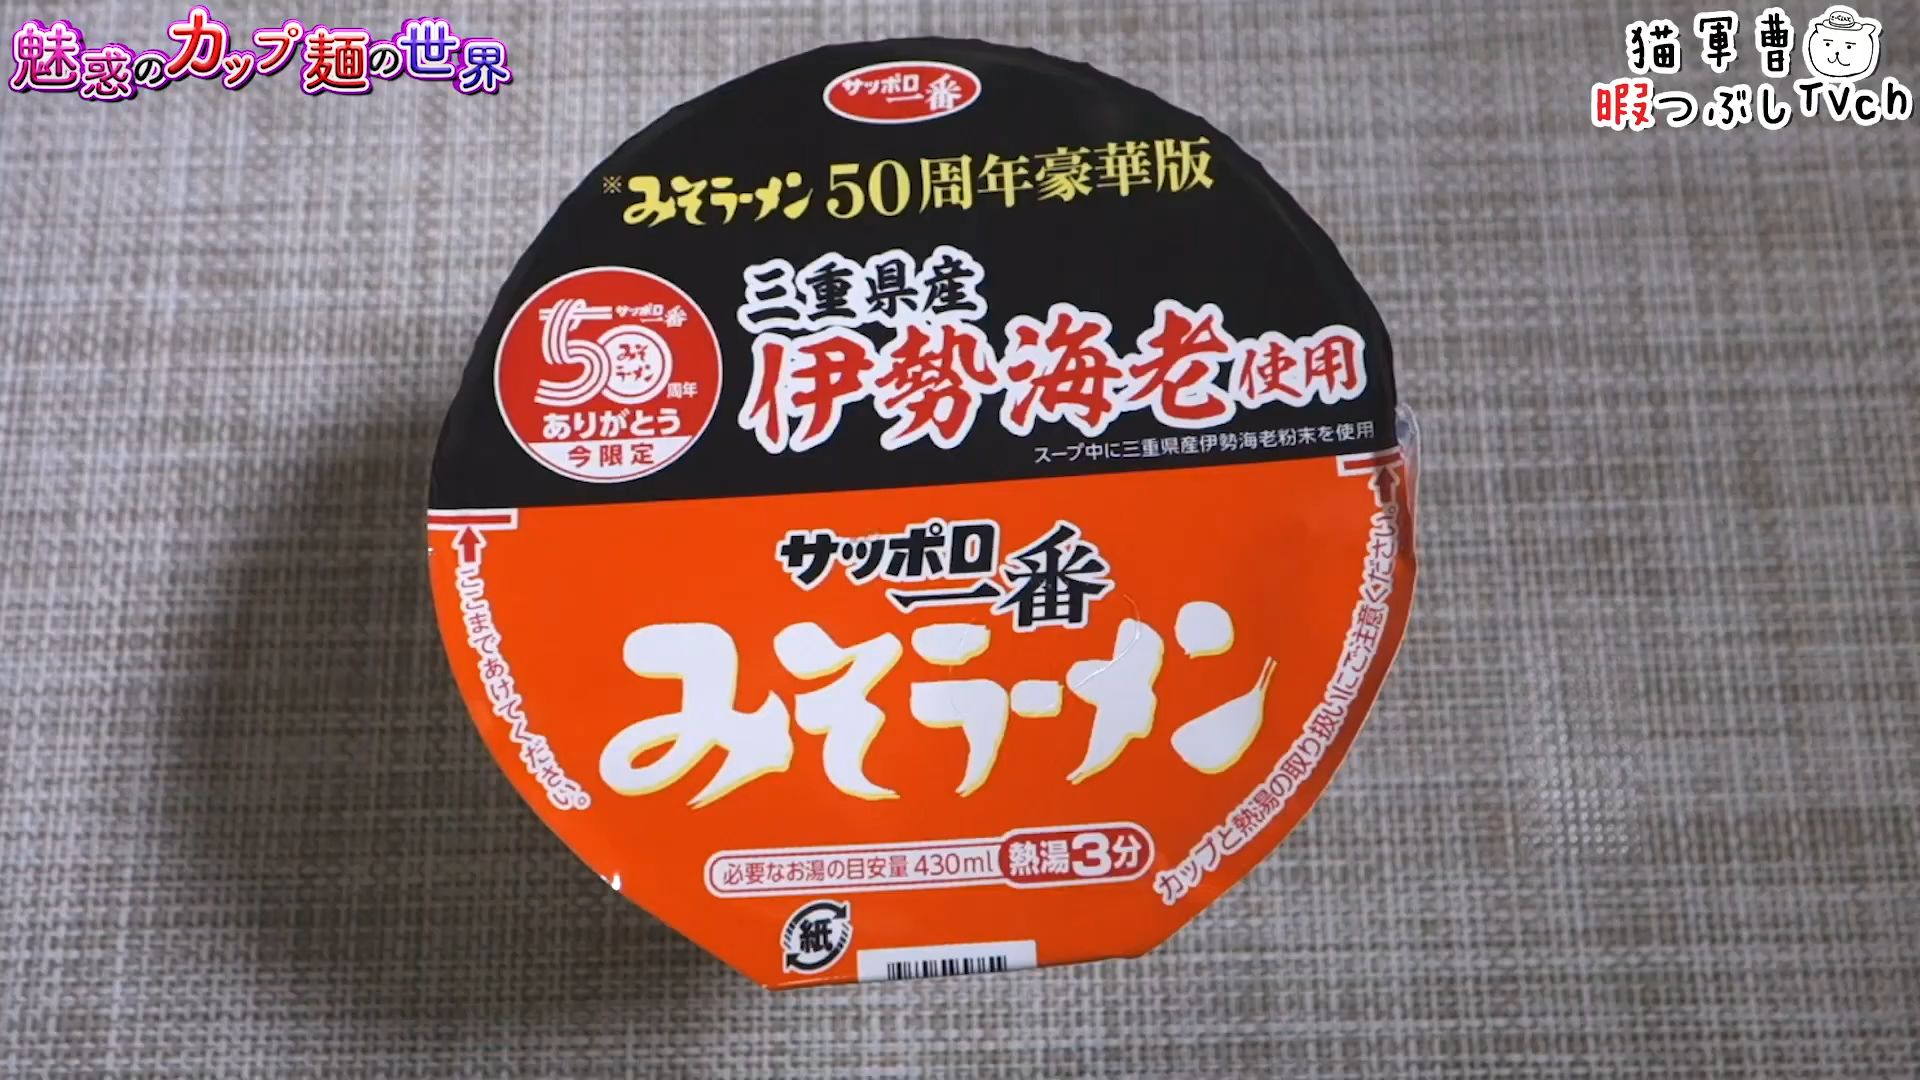 魅惑のカップ麺の世界
猫軍曹
暇つぶしTVch
サッポロ一番
※みそラーメン50周年豪華版
三重県産
伊勢海老使用
スープ中に三重県産伊勢海老粉末を使用
サッポロ一番
50
みそラーメン
周年
ありがとう
今限定
サッポロ一番
みそラーメン
ここまであけてください。
カップと熱湯の取り扱いにご注意ください。
必要なお湯の目安量 430ml 熱湯3分
紙